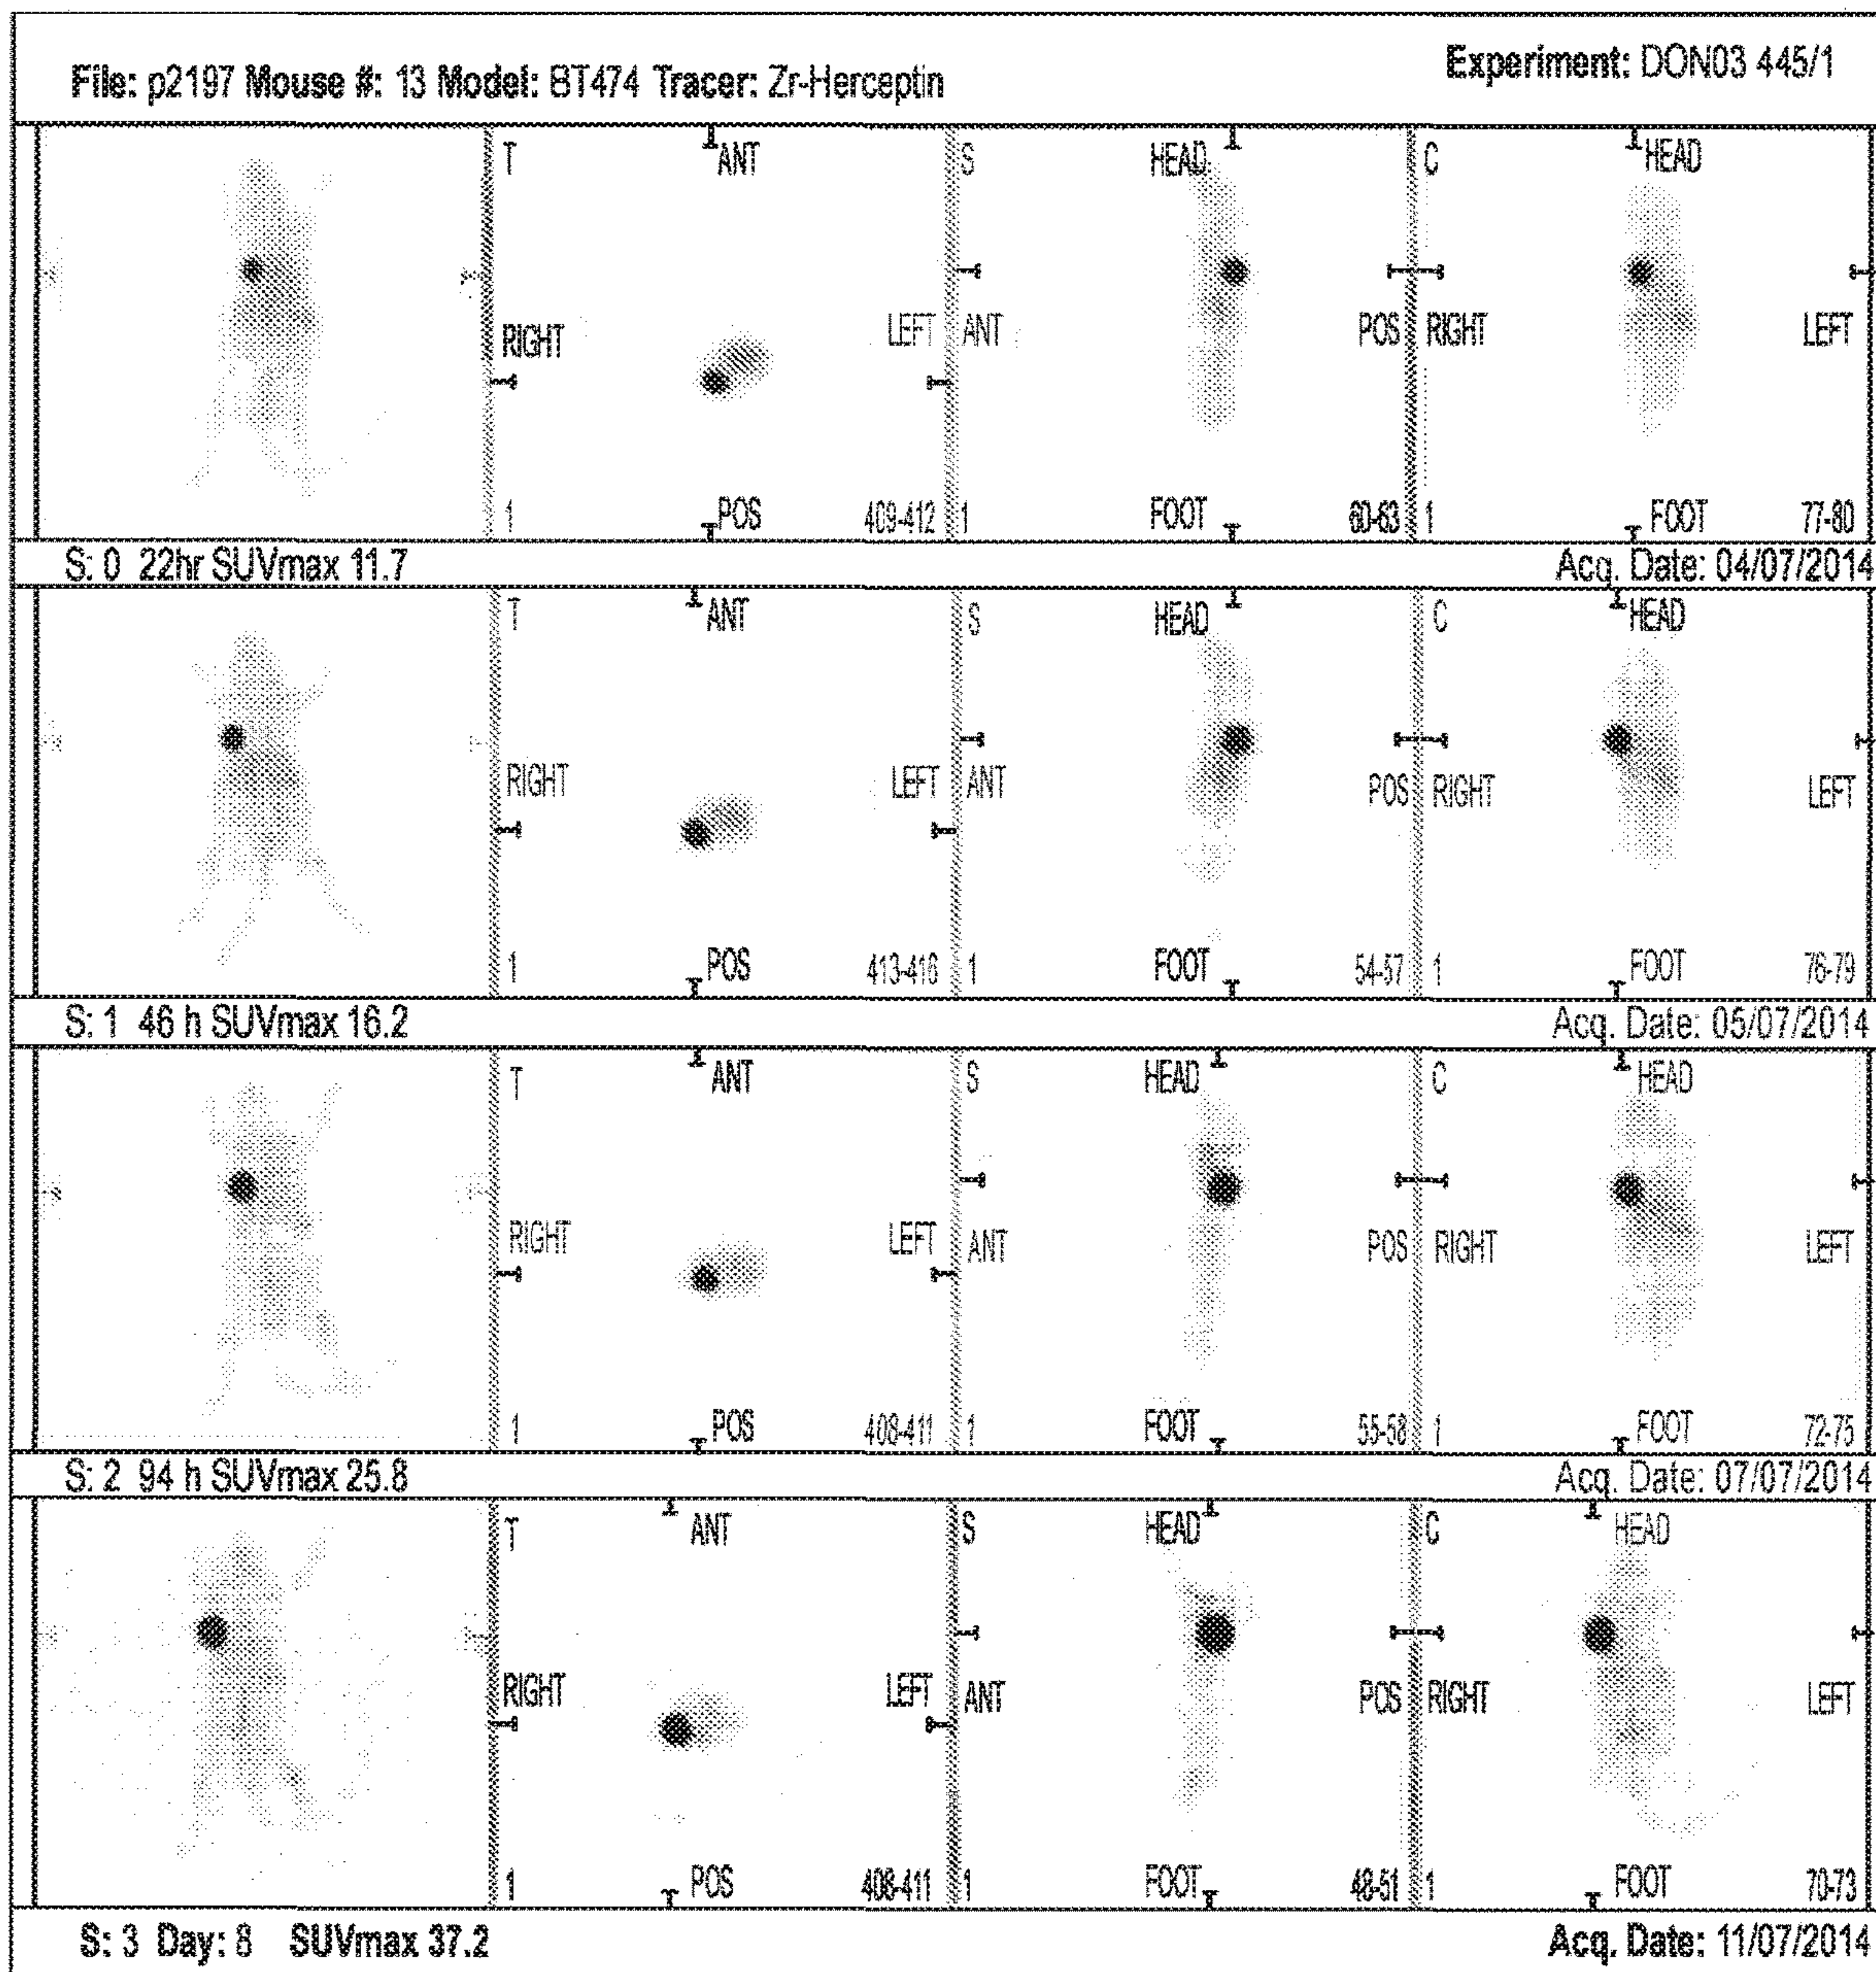 File: p2197 Mouse #: 13 Model: BT474 Tracer: Zr-Herceptin
Experiment: DON03 445/1
T ANT S HEAD C HEAD
RIGHT LEFT ANT POS RIGHT LEFT
1 POS 409-412 1 FOOT 60-63 1 FOOT 77-80
S: 0 22hr SUVmax 11.7
Acq. Date: 04/07/2014
T ANT S HEAD C HEAD
RIGHT LEFT ANT POS RIGHT LEFT
1 POS 413-416 1 FOOT 54-57 1 FOOT 76-79
S: 1 46 h SUVmax 16.2
Acq. Date: 05/07/2014
T ANT S HEAD C HEAD
RIGHT LEFT ANT POS RIGHT LEFT
1 POS 408-411 1 FOOT 55-58 1 FOOT 72-75
S: 2 94 h SUVmax 25.8
Acq. Date: 07/07/2014
T ANT S HEAD C HEAD
RIGHT LEFT ANT POS RIGHT LEFT
1 POS 408-411 1 FOOT 48-51 1 FOOT 70-73
S: 3 Day: 8 SUVmax 37.2
Acq. Date: 11/07/2014